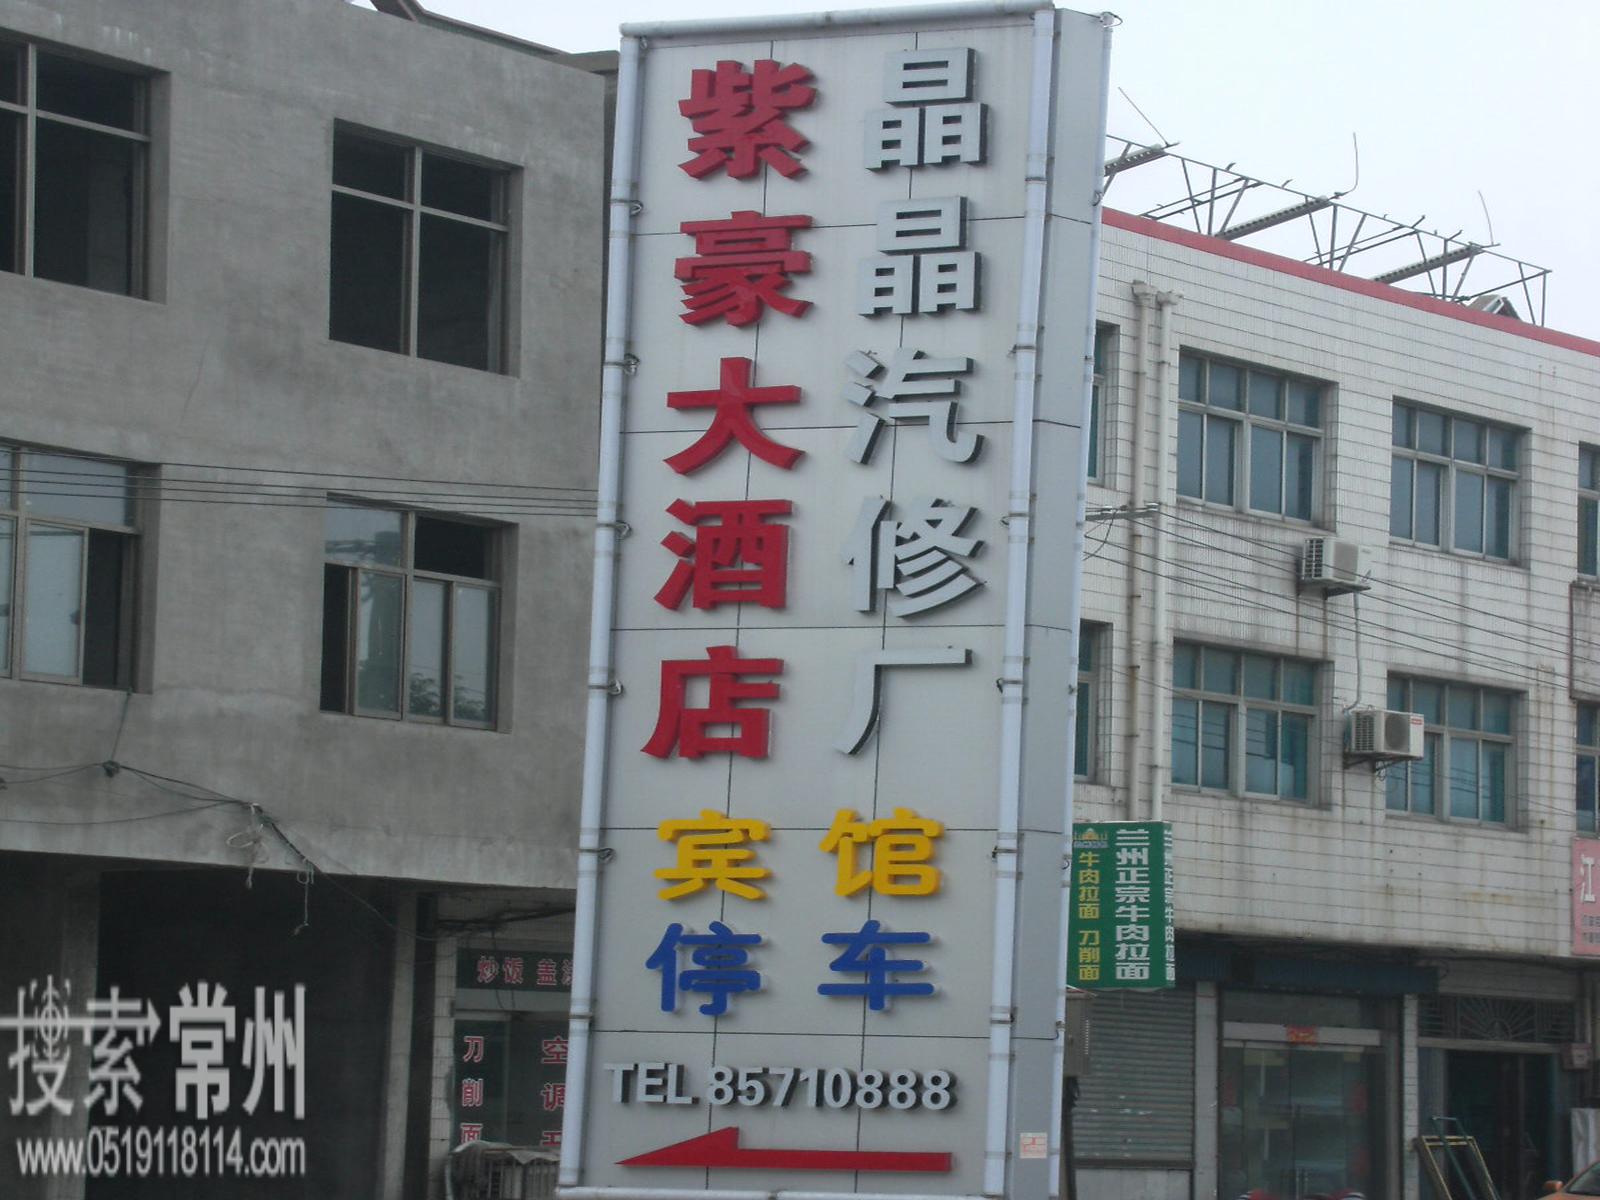 紫豪大酒店
晶晶汽修厂
宾馆
停车
TEL 85710888
兰州正宗牛肉拉面
牛肉拉面 刀削面
炒饭 盖
刀削面
空调
江
搜索常州
www.0519118114.com